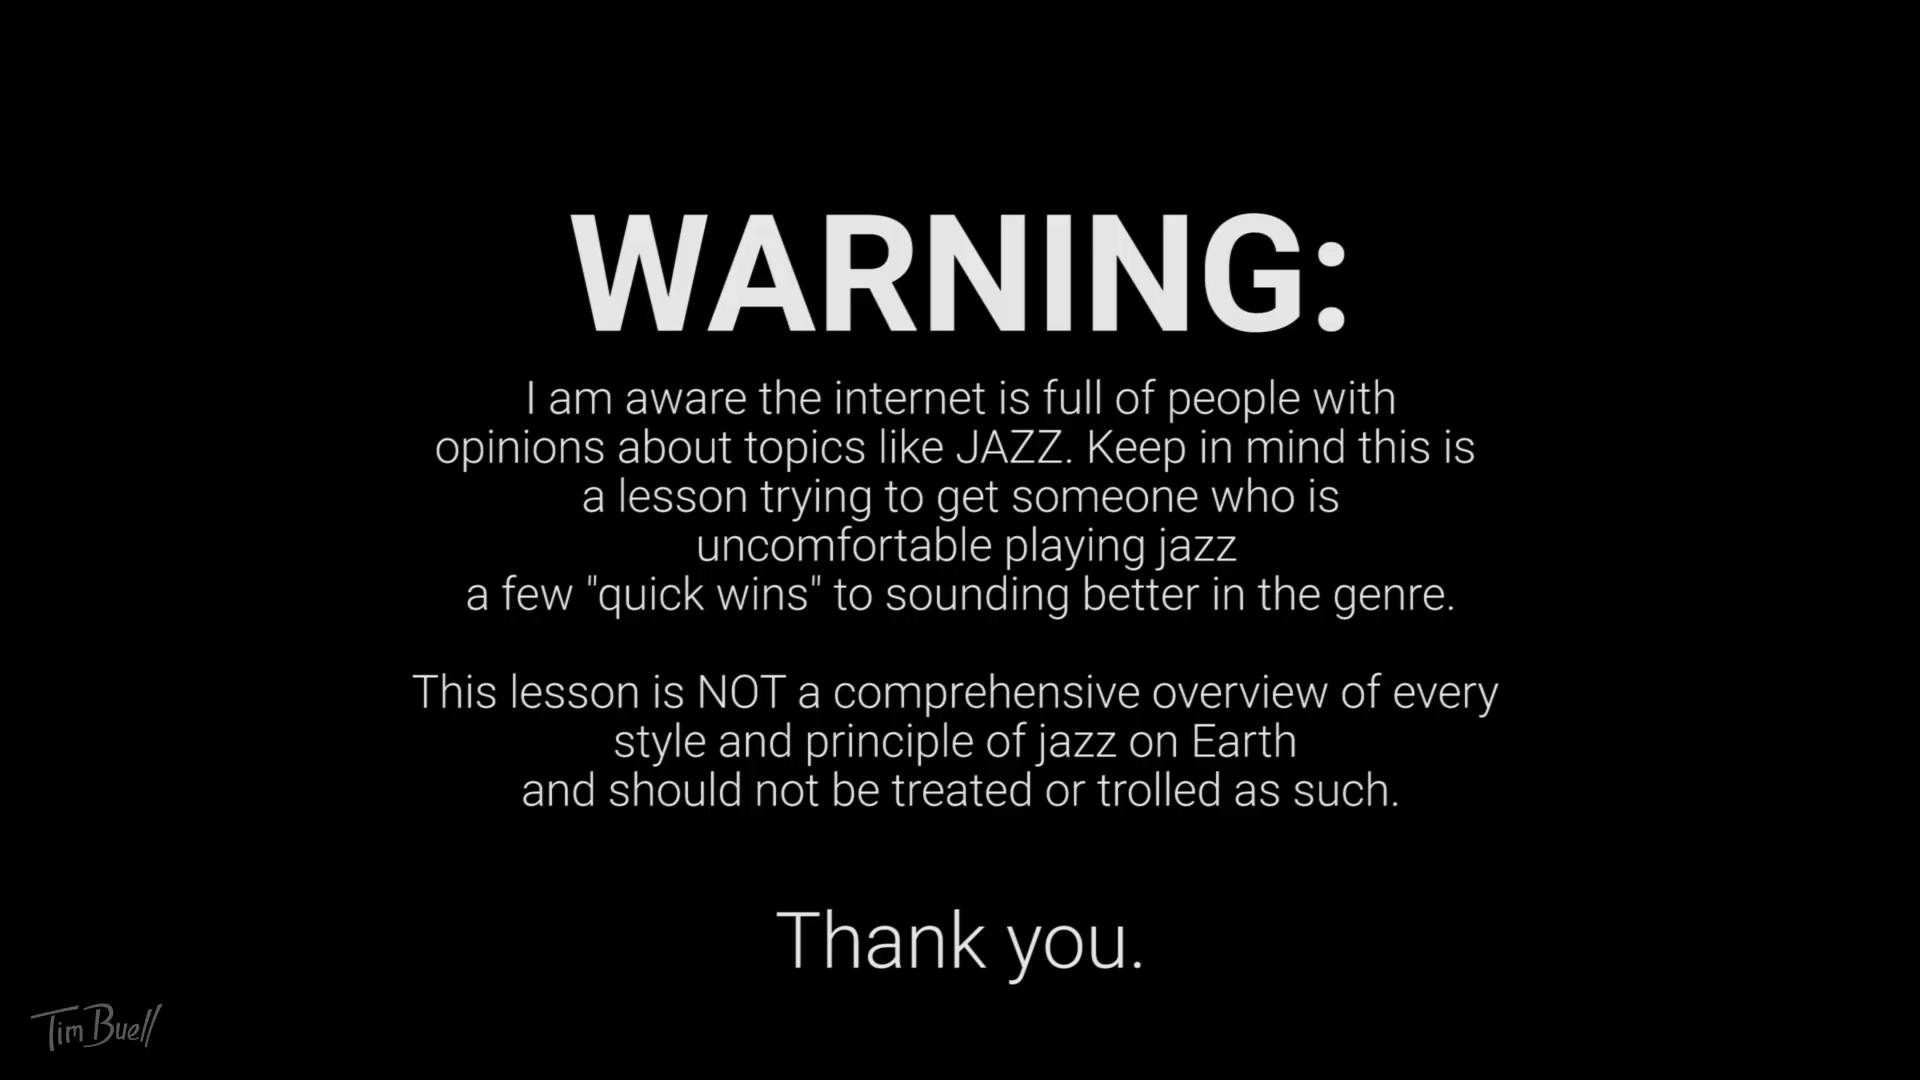 WARNING:
I am aware the internet is full of people with
opinions about topics like JAZZ. Keep in mind this is
a lesson trying to get someone who is
uncomfortable playing jazz
a few "quick wins" to sounding better in the genre.
This lesson is NOT a comprehensive overview of every
style and principle of jazz on Earth
and should not be treated or trolled as such.
Thank you.
Tim Buell